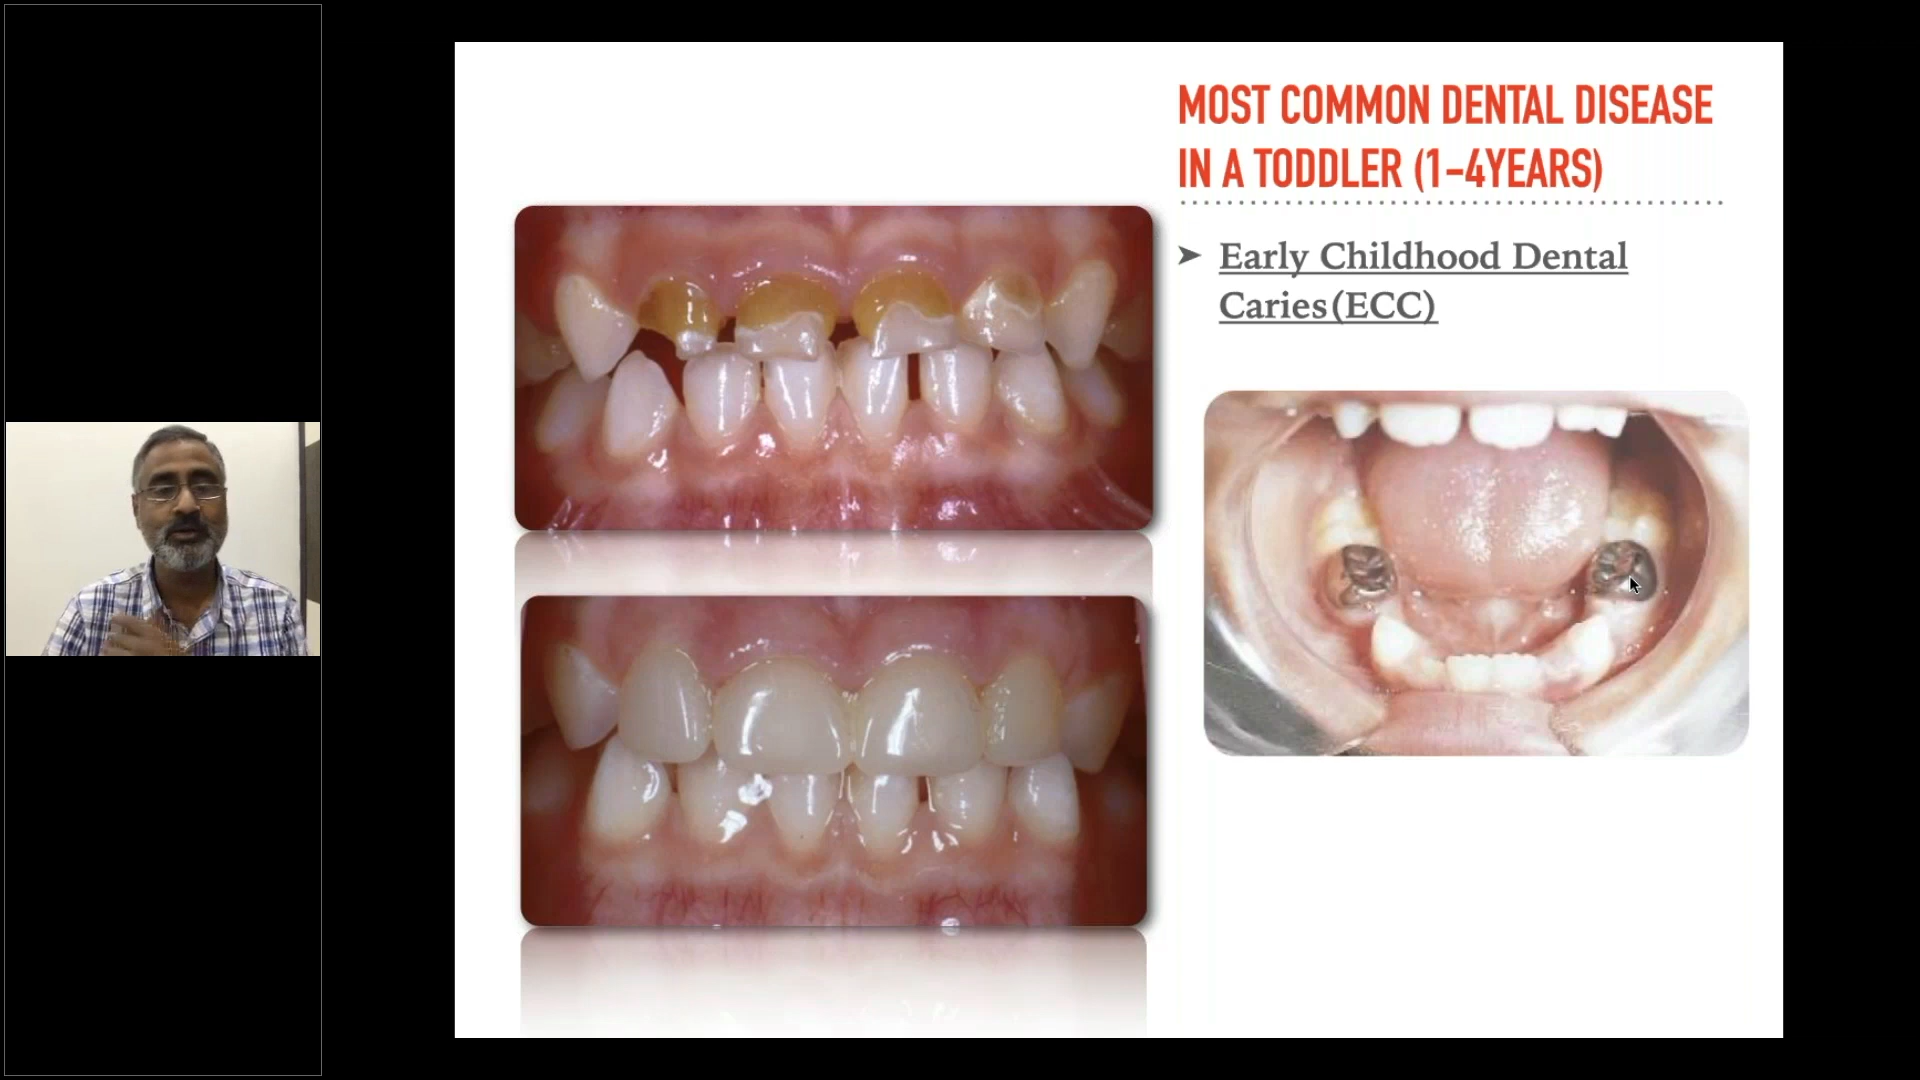 MOST COMMON DENTAL DISEASE
IN A TODDLER (1-4YEARS)
➤ Early Childhood Dental
Caries(ECC)